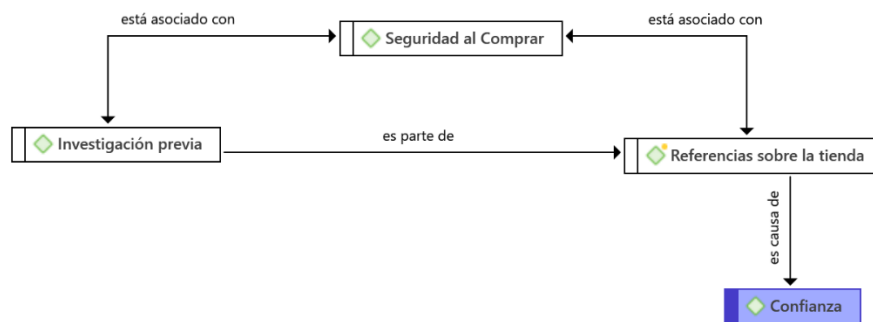 está asociado con
está asociado con
Seguridad al Comprar
es parte de
Investigación previa
Referencias sobre la tienda
es causa de
Confianza